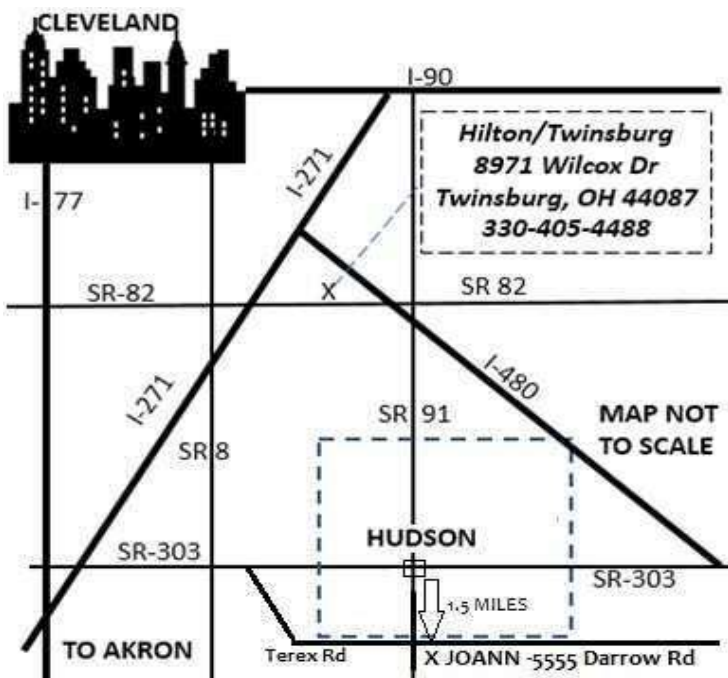 CLEVELAND
I-90
Hilton/Twinsburg
8971 Wilcox Dr
Twinsburg, OH 44087
330-405-4488
I-271
I- 77
SR-82
X
SR 82
I-271
I-480
SR 91
MAP NOT
TO SCALE
SR 8
HUDSON
SR-303
SR-303
1.5 MILES
TO AKRON
Terex Rd
X JOANN -5555 Darrow Rd